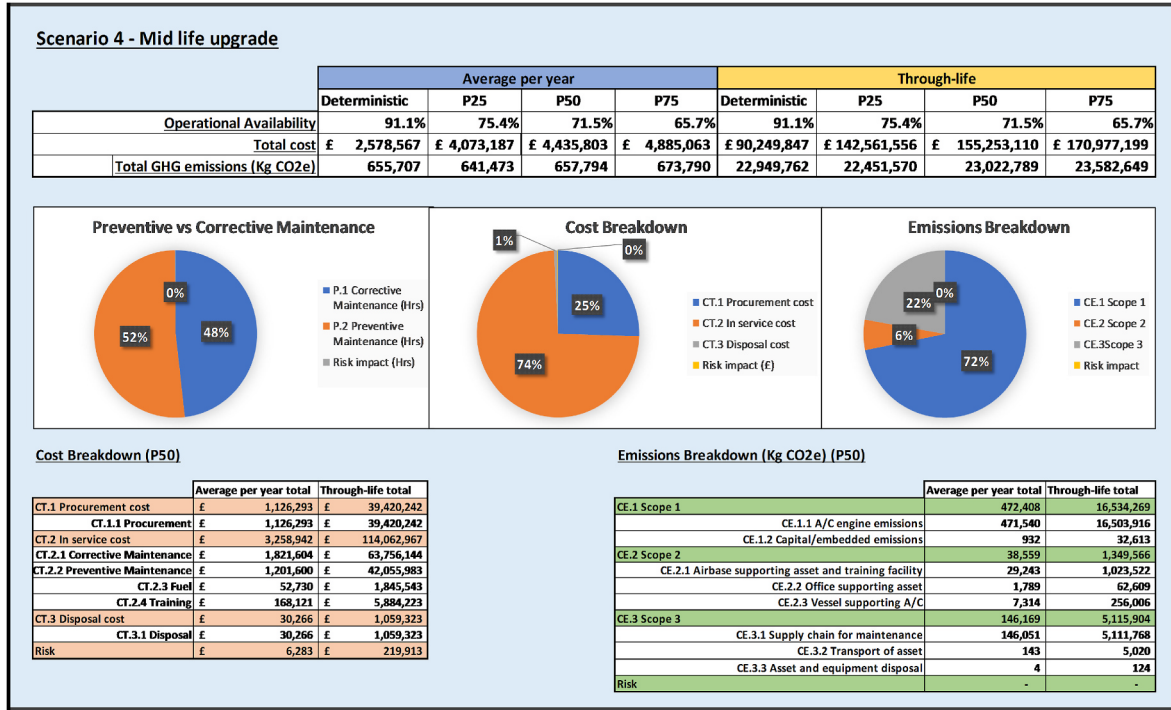 Scenario 4 - Mid life upgrade
Average per year Through-life
Deterministic P25 P50 P75 Deterministic P25 P50 P75
Operational Availability 91.1% 75.4% 71.5% 65.7% 91.1% 75.4% 71.5% 65.7%
Total cost £ 2,578,567 £ 4,073,187 £ 4,435,803 £ 4,885,063 £ 90,249,847 £ 142,561,556 £ 155,253,110 £ 170,977,199
Total GHG emissions (Kg CO2e) 655,707 641,473 657,794 673,790 22,949,762 22,451,570 23,022,789 23,582,649
Preventive vs Corrective Maintenance
0%
48%
52%
P.1 Corrective
Maintenance (Hrs)
P.2 Preventive
Maintenance (Hrs)
Risk impact (Hrs)
Cost Breakdown
1%
0%
25%
74%
CT.1 Procurement cost
CT.2 In service cost
CT.3 Disposal cost
Risk impact (£)
Emissions Breakdown
0%
22%
6%
72%
CE.1 Scope 1
CE.2 Scope 2
CE.3Scope 3
Risk impact
Cost Breakdown (P50)
Average per year total Through-life total
CT.1 Procurement cost £ 1,126,293 £ 39,420,242
CT.1.1 Procurement £ 1,126,293 £ 39,420,242
CT.2 In service cost £ 3,258,942 £ 114,062,967
CT.2.1 Corrective Maintenance £ 1,821,604 £ 63,756,144
CT.2.2 Preventive Maintenance £ 1,201,600 £ 42,055,983
CT.2.3 Fuel £ 52,730 £ 1,845,543
CT.2.4 Training £ 168,121 £ 5,884,223
CT.3 Disposal cost £ 30,266 £ 1,059,323
CT.3.1 Disposal £ 30,266 £ 1,059,323
Risk £ 6,283 £ 219,913
Emissions Breakdown (Kg CO2e) (P50)
Average per year total Through-life total
CE.1 Scope 1 472,408 16,534,269
CE.1.1 A/C engine emissions 471,540 16,503,916
CE.1.2 Capital/embedded emissions 932 32,613
CE.2 Scope 2 38,559 1,349,566
CE.2.1 Airbase supporting asset and training facility 29,243 1,023,522
CE.2.2 Office supporting asset 1,789 62,609
CE.2.3 Vessel supporting A/C 7,314 256,006
CE.3 Scope 3 146,169 5,115,904
CE.3.1 Supply chain for maintenance 146,051 5,111,768
CE.3.2 Transport of asset 143 5,020
CE.3.3 Asset and equipment disposal 4 124
Risk - -